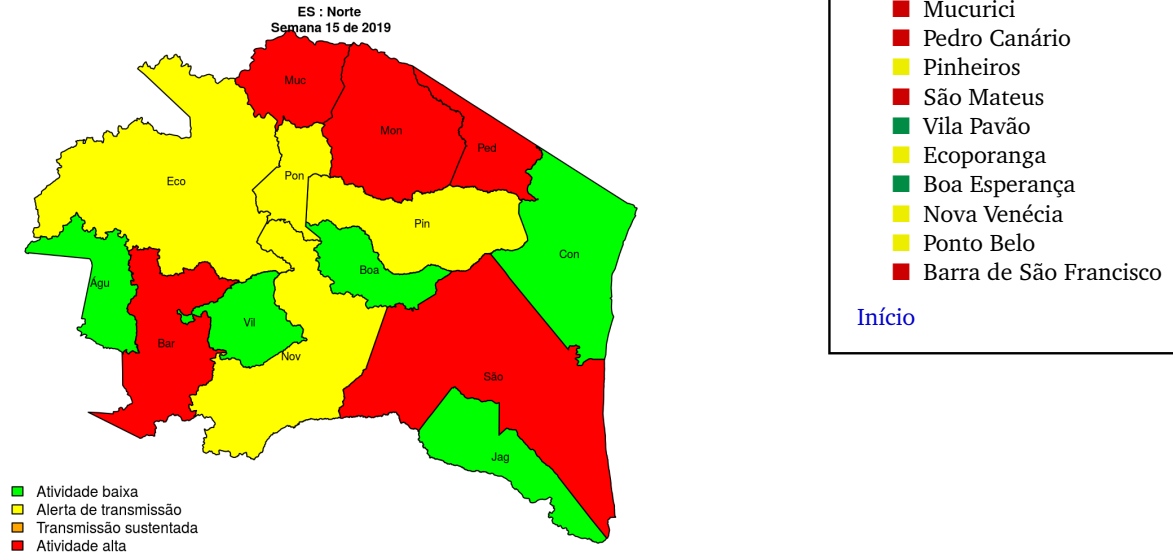 ES : Norte
Semana 15 de 2019
Muc
Mon
Ped
Eco
Pon
Pin
Con
Boa
Águ
Vil
Bar
Nov
São
Jag
Atividade baixa
Alerta de transmissão
Transmissão sustentada
Atividade alta
Mucurici
Pedro Canário
Pinheiros
São Mateus
Vila Pavão
Ecoporanga
Boa Esperança
Nova Venécia
Ponto Belo
Barra de São Francisco
Início